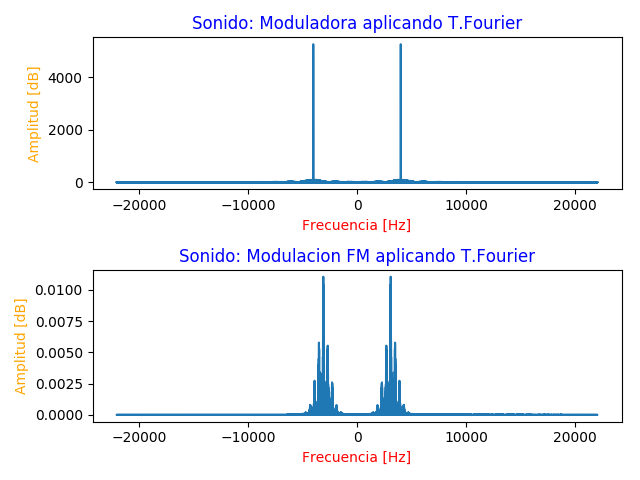 Sonido: Moduladora aplicando T.Fourier
Amplitud [dB]
4000
2000
0
−20000 −10000 0 10000 20000
Frecuencia [Hz]
Sonido: Modulacion FM aplicando T.Fourier
Amplitud [dB]
0.0100
0.0075
0.0050
0.0025
0.0000
−20000 −10000 0 10000 20000
Frecuencia [Hz]